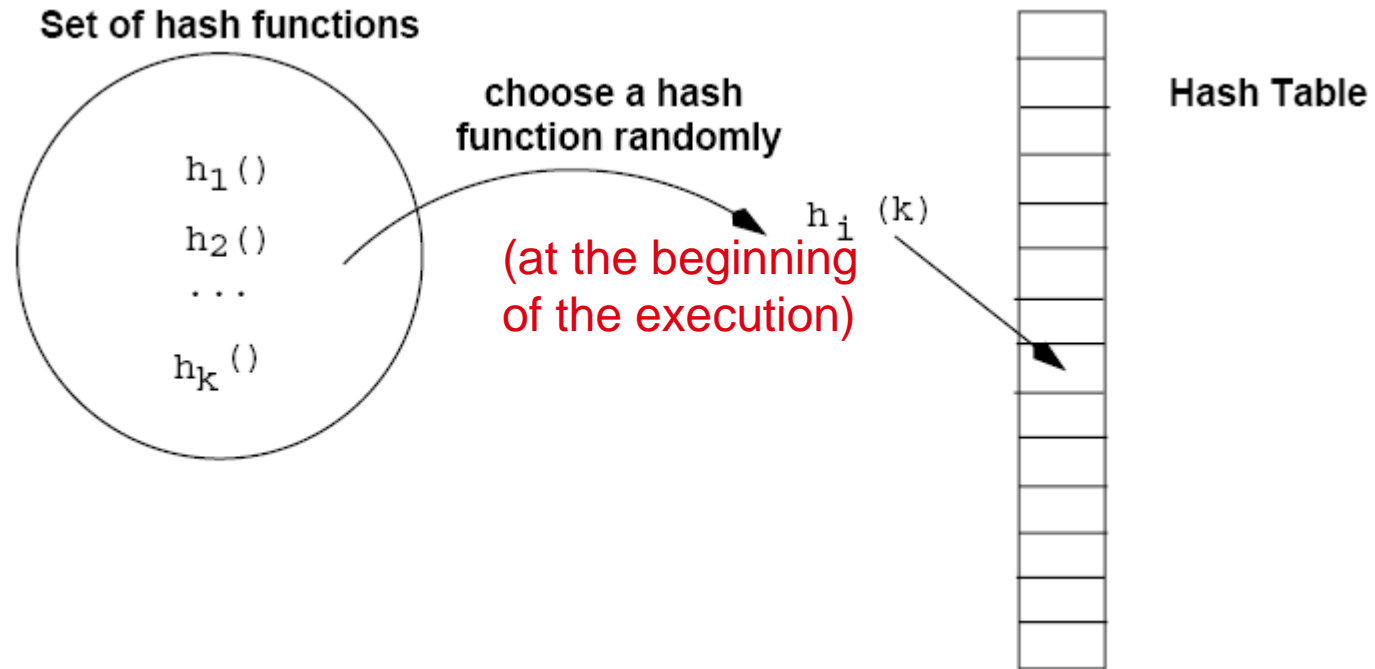 Set of hash functions
choose a hash
function randomly
Hash Table
h1()
h2()
...
hk()
hi (k)
(at the beginning
of the execution)